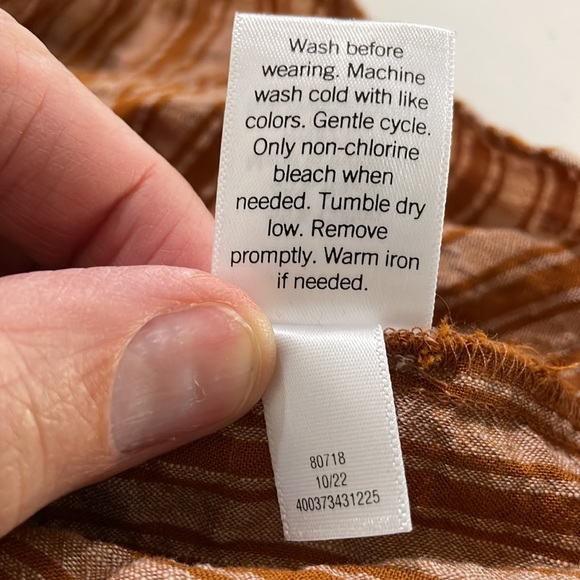 Wash before
wearing. Machine
wash cold with like
colors. Gentle cycle.
Only non-chlorine
bleach when
needed. Tumble dry
low. Remove
promptly. Warm iron
if needed.
80718
10/22
400373431225